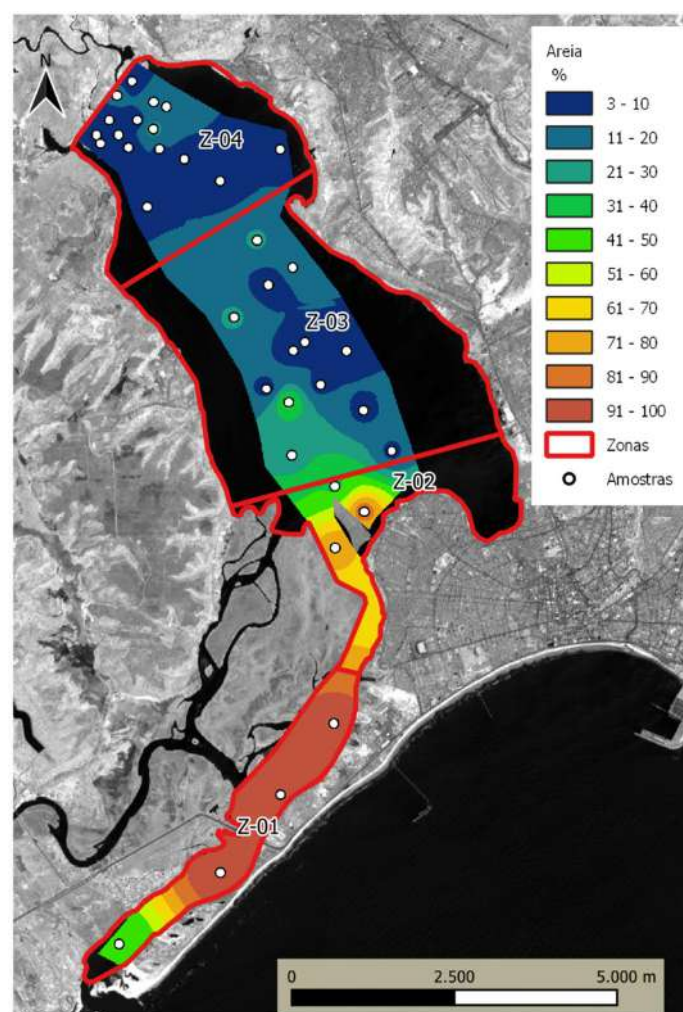 Areia
%
N
3 - 10
11 - 20
21 - 30
31 - 40
41 - 50
51 - 60
61 - 70
71 - 80
81 - 90
91 - 100
Zonas
Amostras
Z-04
Z-03
Z-02
Z-01
0 2.500 5.000 m